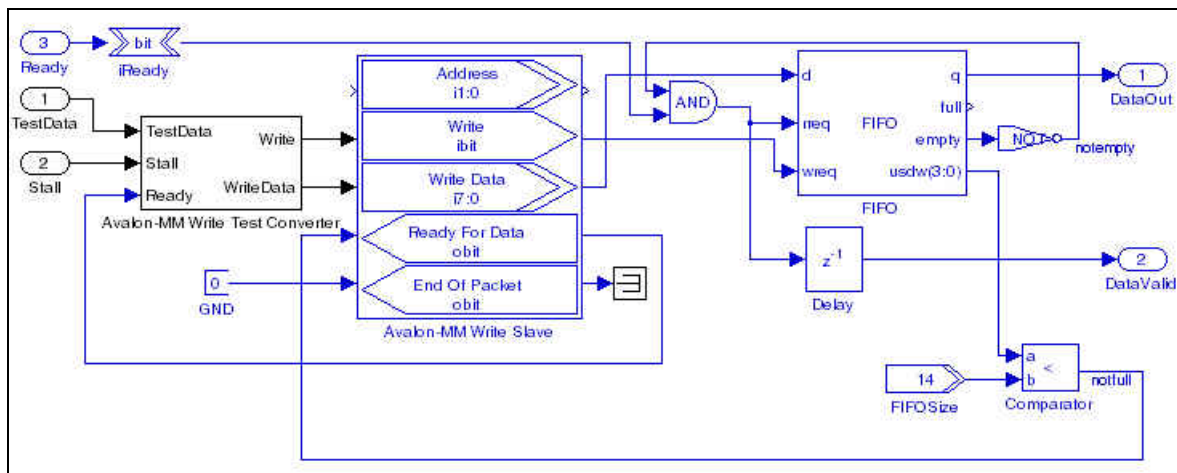 3
Ready
bit
iReady
1
TestData
2
Stall
TestData
Stall
Ready
Write
WriteData
Avalon-MM Write Test Converter
0
GND
Address
i1:0
Write
ibit
Write Data
i7:0
Ready For Data
obit
End Of Packet
obit
Avalon-MM Write Slave
AND
d
rreq
wreq
FIFO
q
full
empty
usdw(3:0)
FIFO
NOT
notempty
1
DataOut
z-1
Delay
2
DataValid
14
FIFOSize
a
b
<
Comparator
notfull